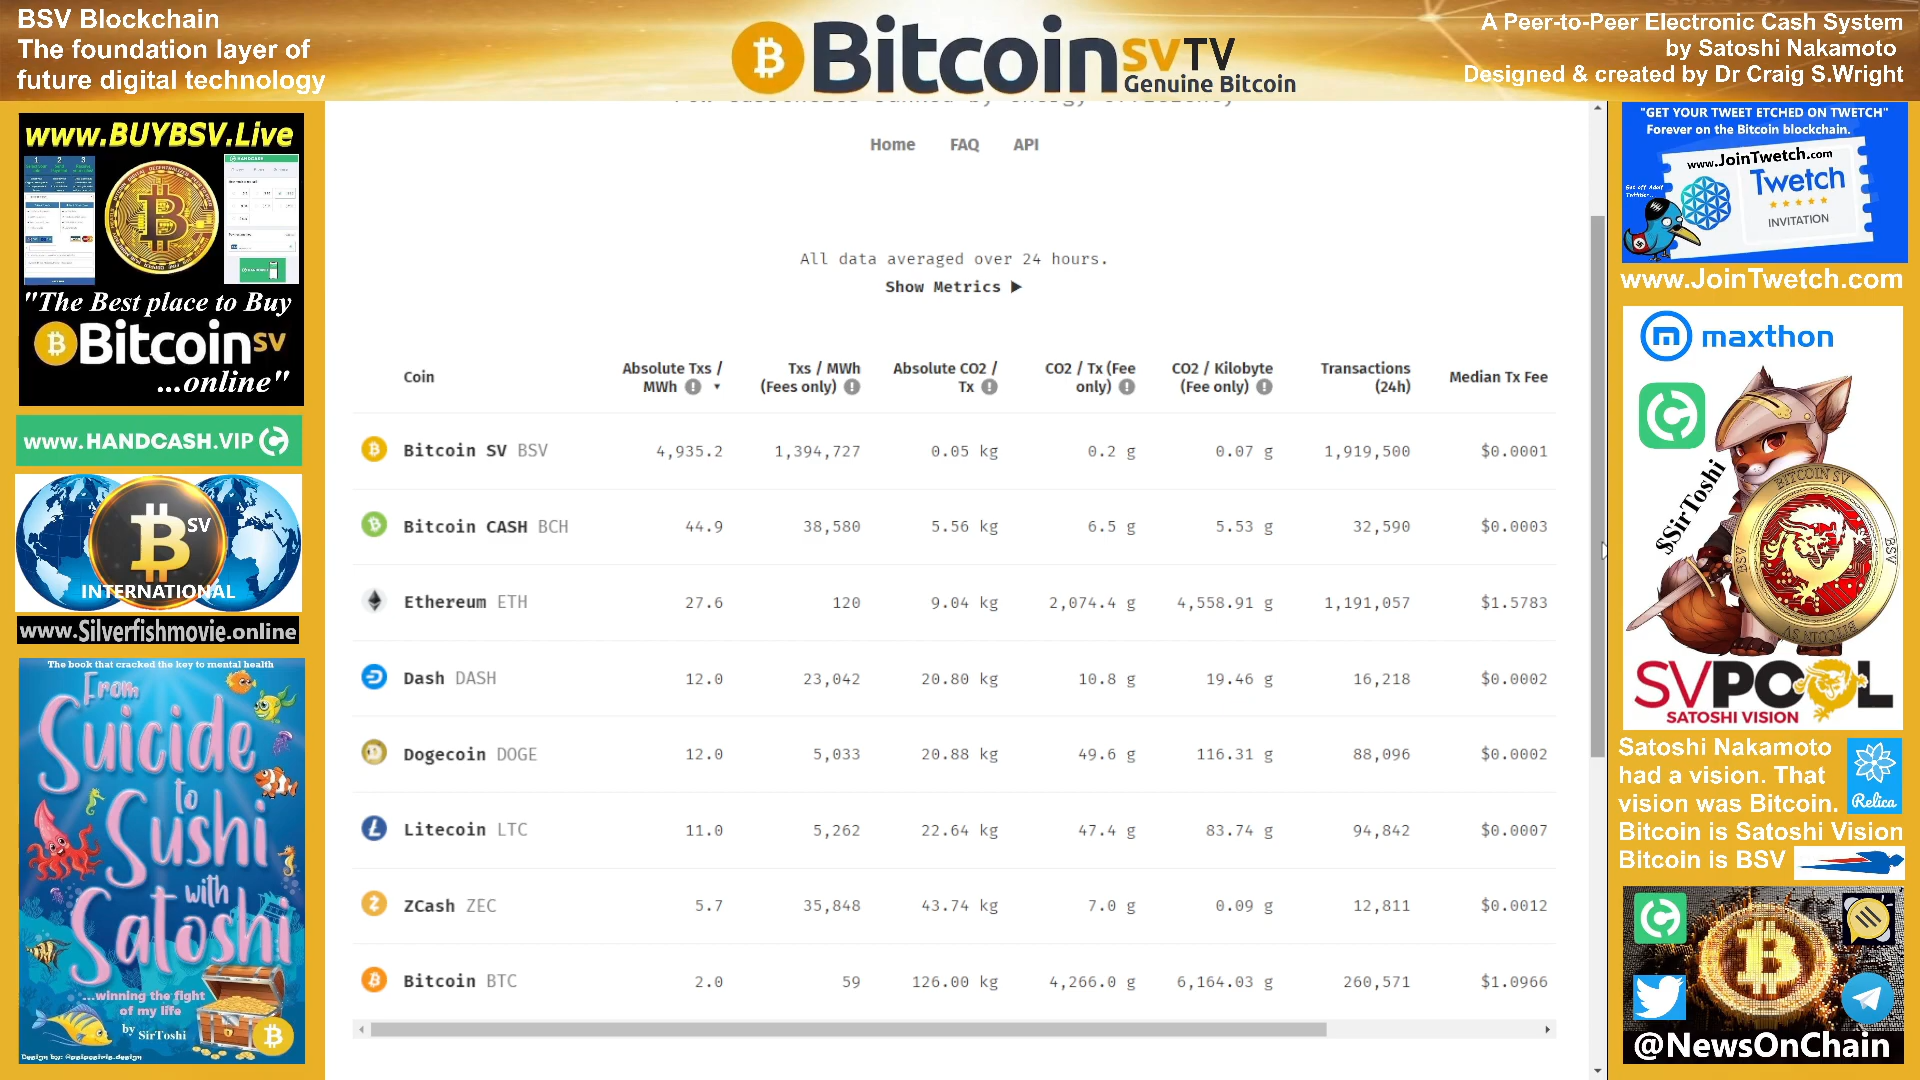 BSV Blockchain
The foundation layer of
future digital technology
Bitcoin SVTV
Genuine Bitcoin
A Peer-to-Peer Electronic Cash System
by Satoshi Nakamoto
Designed & created by Dr Craig S.Wright
www.BUYBSV.Live
"The Best place to Buy
Bitcoin SV
...online"
www.HANDCASH.VIP
SV
INTERNATIONAL
www.Silverfishmovie.online
The book that cracked the key to mental health
From
Suicide
to
Sushi
with
Satoshi
...winning the fight
of my life
by SirToshi
Home FAQ API
All data averaged over 24 hours.
Show Metrics ▶
Coin Absolute Txs / MWh Txs / MWh (Fees only) Absolute CO2 / Tx CO2 / Tx (Fee only) CO2 / Kilobyte (Fee only) Transactions (24h) Median Tx Fee
Bitcoin SV BSV 4,935.2 1,394,727 0.05 kg 0.2 g 0.07 g 1,919,500 $0.0001
Bitcoin CASH BCH 44.9 38,580 5.56 kg 6.5 g 5.53 g 32,590 $0.0003
Ethereum ETH 27.6 120 9.04 kg 2,074.4 g 4,558.91 g 1,191,057 $1.5783
Dash DASH 12.0 23,042 20.80 kg 10.8 g 19.46 g 16,218 $0.0002
Dogecoin DOGE 12.0 5,033 20.88 kg 49.6 g 116.31 g 88,096 $0.0002
Litecoin LTC 11.0 5,262 22.64 kg 47.4 g 83.74 g 94,842 $0.0007
ZCash ZEC 5.7 35,848 43.74 kg 7.0 g 0.09 g 12,811 $0.0012
Bitcoin BTC 2.0 59 126.00 kg 4,266.0 g 6,164.03 g 260,571 $1.0966
"GET YOUR TWEET ETCHED ON TWETCH"
Forever on the Bitcoin blockchain.
www.JoinTwetch.com
Twetch
INVITATION
www.JoinTwetch.com
maxthon
$SirToshi
BITCOIN SV
BSV
BSV
BITCOIN SV
SVPOOL
SATOSHI VISION
Satoshi Nakamoto
had a vision. That
vision was Bitcoin.
Relica
Bitcoin is Satoshi Vision
Bitcoin is BSV
@NewsOnChain